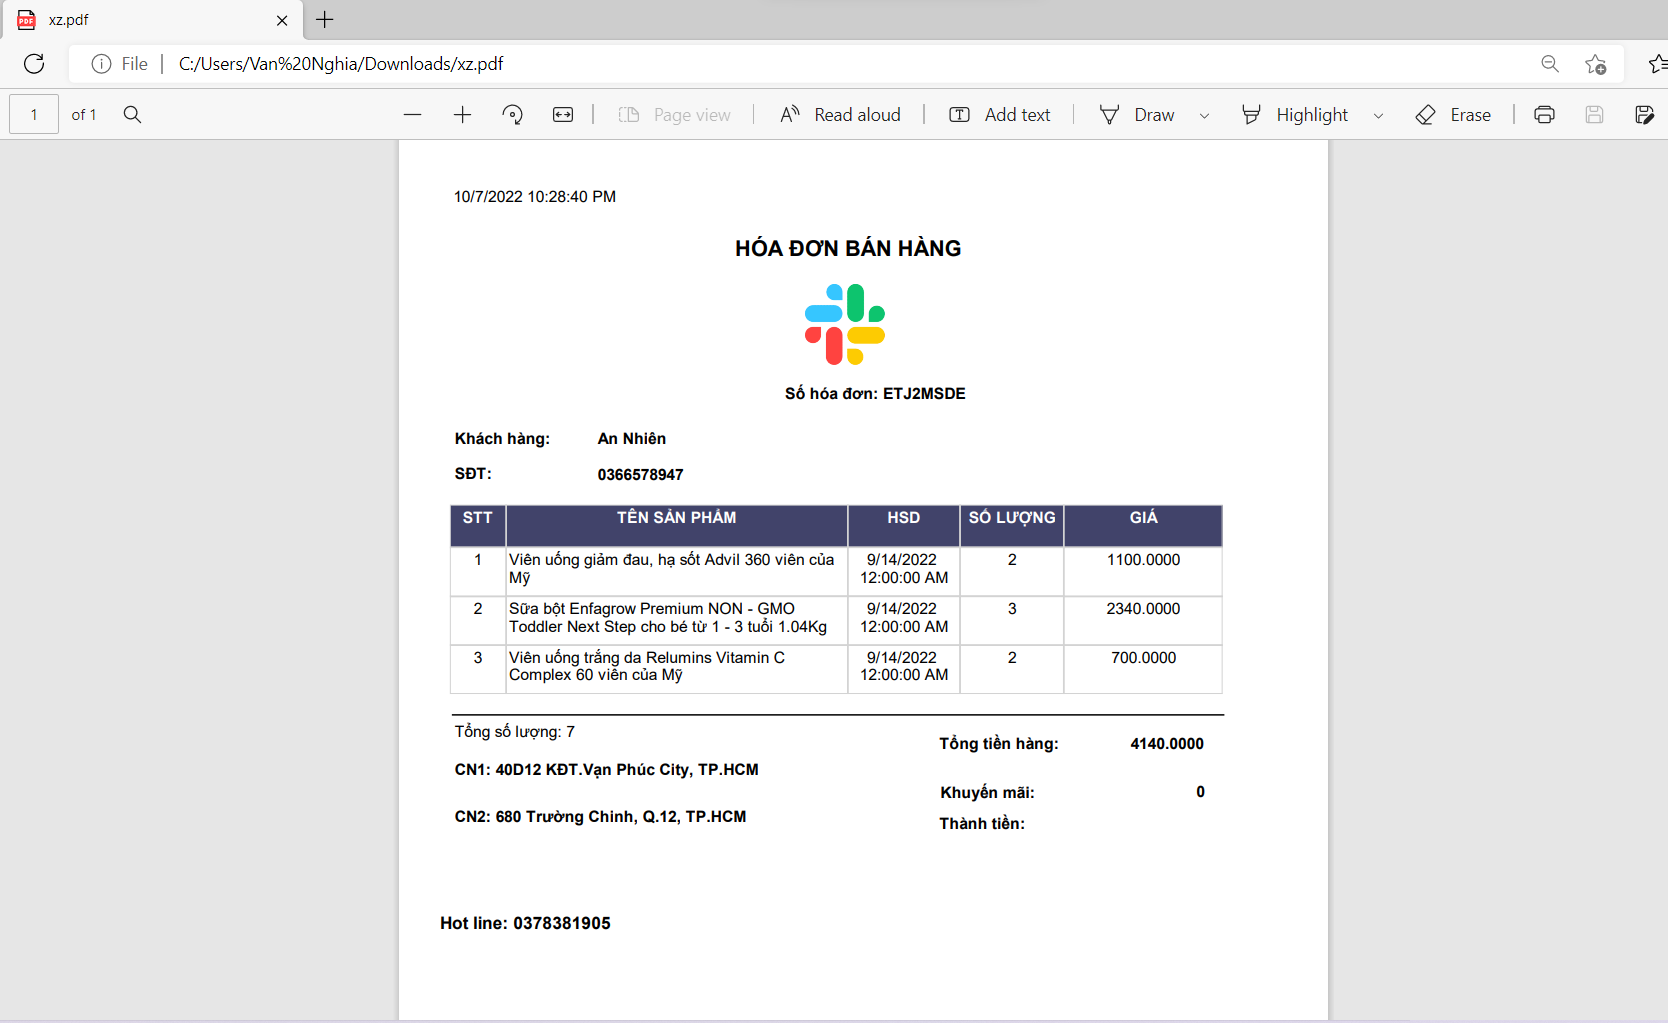 xz.pdf
File
C:/Users/Van%20Nghia/Downloads/xz.pdf
1 of 1
Page view
Read aloud
Add text
Draw
Highlight
Erase
10/7/2022 10:28:40 PM
HÓA ĐƠN BÁN HÀNG
Số hóa đơn: ETJ2MSDE
Khách hàng: An Nhiên
SĐT: 0366578947
STT TÊN SẢN PHẨM HSD SỐ LƯỢNG GIÁ
1 Viên uống giảm đau, hạ sốt Advil 360 viên của 9/14/2022 2 1100.0000
Mỹ 12:00:00 AM
2 Sữa bột Enfagrow Premium NON - GMO 9/14/2022 3 2340.0000
Toddler Next Step cho bé từ 1 - 3 tuổi 1.04Kg 12:00:00 AM
3 Viên uống trắng da Relumins Vitamin C 9/14/2022 2 700.0000
Complex 60 viên của Mỹ 12:00:00 AM
Tổng số lượng: 7
Tổng tiền hàng: 4140.0000
CN1: 40D12 KĐT.Vạn Phúc City, TP.HCM
Khuyến mãi: 0
CN2: 680 Trường Chinh, Q.12, TP.HCM
Thành tiền:
Hot line: 0378381905